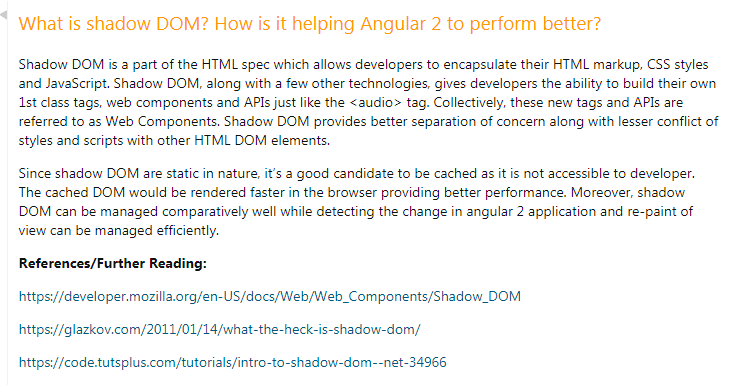 What is shadow DOM? How is it helping Angular 2 to perform better?
Shadow DOM is a part of the HTML spec which allows developers to encapsulate their HTML markup, CSS styles
and JavaScript. Shadow DOM, along with a few other technologies, gives developers the ability to build their own
1st class tags, web components and APIs just like the <audio> tag. Collectively, these new tags and APIs are
referred to as Web Components. Shadow DOM provides better separation of concern along with lesser conflict of
styles and scripts with other HTML DOM elements.
Since shadow DOM are static in nature, it’s a good candidate to be cached as it is not accessible to developer.
The cached DOM would be rendered faster in the browser providing better performance. Moreover, shadow
DOM can be managed comparatively well while detecting the change in angular 2 application and re-paint of
view can be managed efficiently.
References/Further Reading:
https://developer.mozilla.org/en-US/docs/Web/Web_Components/Shadow_DOM
https://glazkov.com/2011/01/14/what-the-heck-is-shadow-dom/
https://code.tutsplus.com/tutorials/intro-to-shadow-dom--net-34966